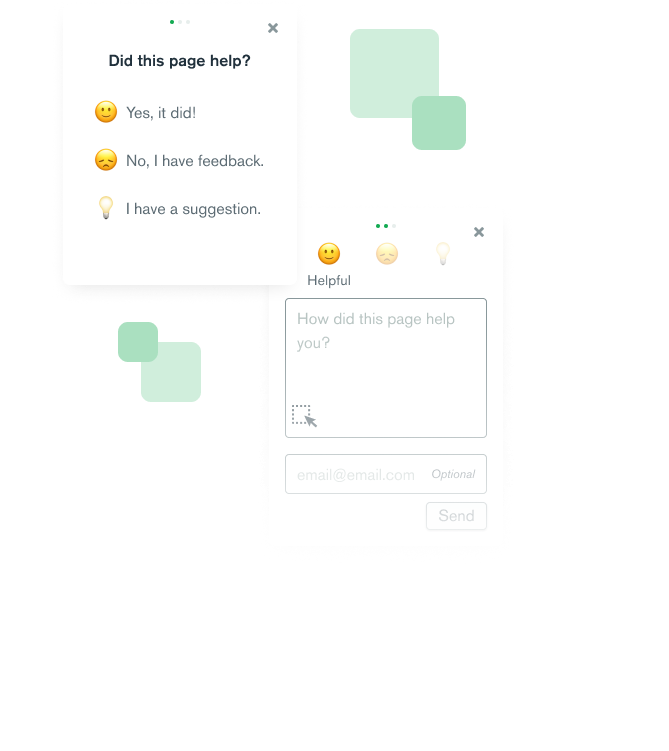 Did this page help?
Yes, it did!
No, I have feedback.
I have a suggestion.
Helpful
How did this page help
you?
email@email.com Optional
Send